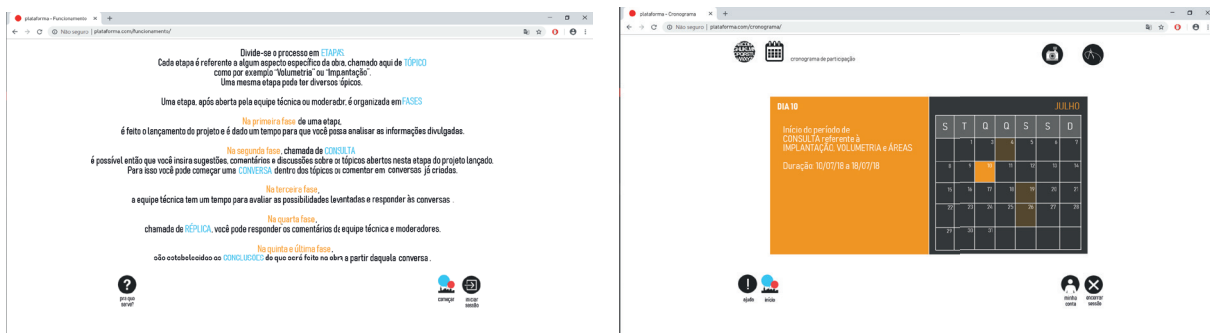 plataforma - Funcionamento
Não seguro | plataforma.com/funcionamento/
Divide-se o processo em ETAPAS.
Cada etapa é referente a algum aspecto específico da obra, chamado aqui de TÓPICO
como por exemplo "Volumetria" ou "Implantação".
Uma mesma etapa pode ter diversos tópicos.
Uma etapa, após aberta pela equipe técnica ou moderador, é organizada em FASES
Na primeira fase de uma etapa,
é feito o lançamento do projeto e é dado um tempo para que você possa analisar as informações divulgadas.
Na segunda fase, chamada de CONSULTA
é possível então que você insira sugestões, comentários e discussões sobre os tópicos abertos nesta etapa do projeto lançado.
Para isso você pode começar uma CONVERSA dentro dos tópicos ou comentar em conversas já criadas.
Na terceira fase,
a equipe técnica tem um tempo para avaliar as possibilidades levantadas e responder às conversas .
Na quarta fase,
chamada de RÉPLICA, você pode responder os comentários da equipe técnica e moderadores.
Na quinta e última fase,
são estabelecidas as CONCLUSÕES do que será feito na obra a partir daquela conversa .
pra que
serve?
começar
iniciar
sessão
plataforma - Cronograma
Não seguro | plataforma.com/cronograma/
cronograma de participação
DIA 10
Início do período de
CONSULTA referente à
IMPLANTAÇÃO, VOLUMETRIA e ÁREAS
Duração: 10/07/18 a 18/07/18
JULHO
S T Q Q S S D
1 3 4 5 6 7
8 9 10 11 12 13 14
15 16 17 18 19 20 21
22 23 24 25 26 27 28
29 30 31
ajuda
início
minha
conta
encerrar
sessão